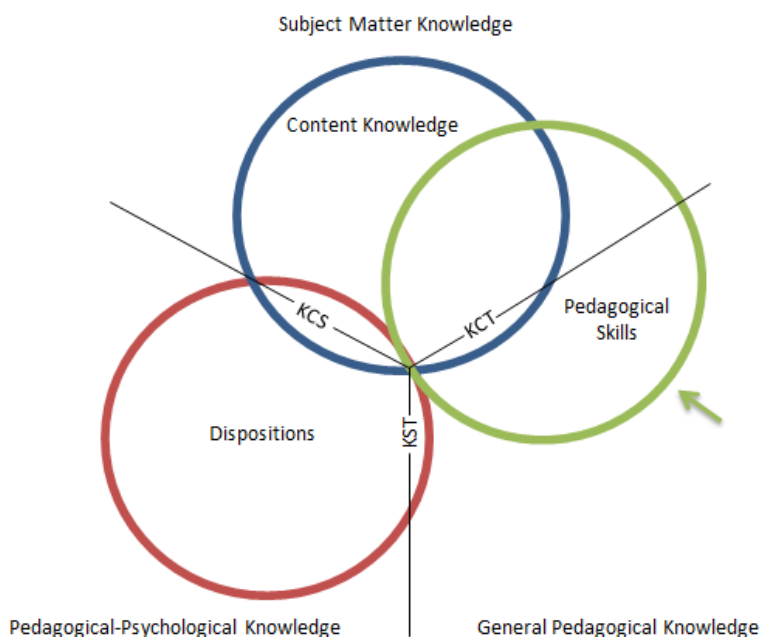 Subject Matter Knowledge
Content Knowledge
KCS
KCT
Pedagogical
Skills
Dispositions
KST
Pedagogical-Psychological Knowledge
General Pedagogical Knowledge